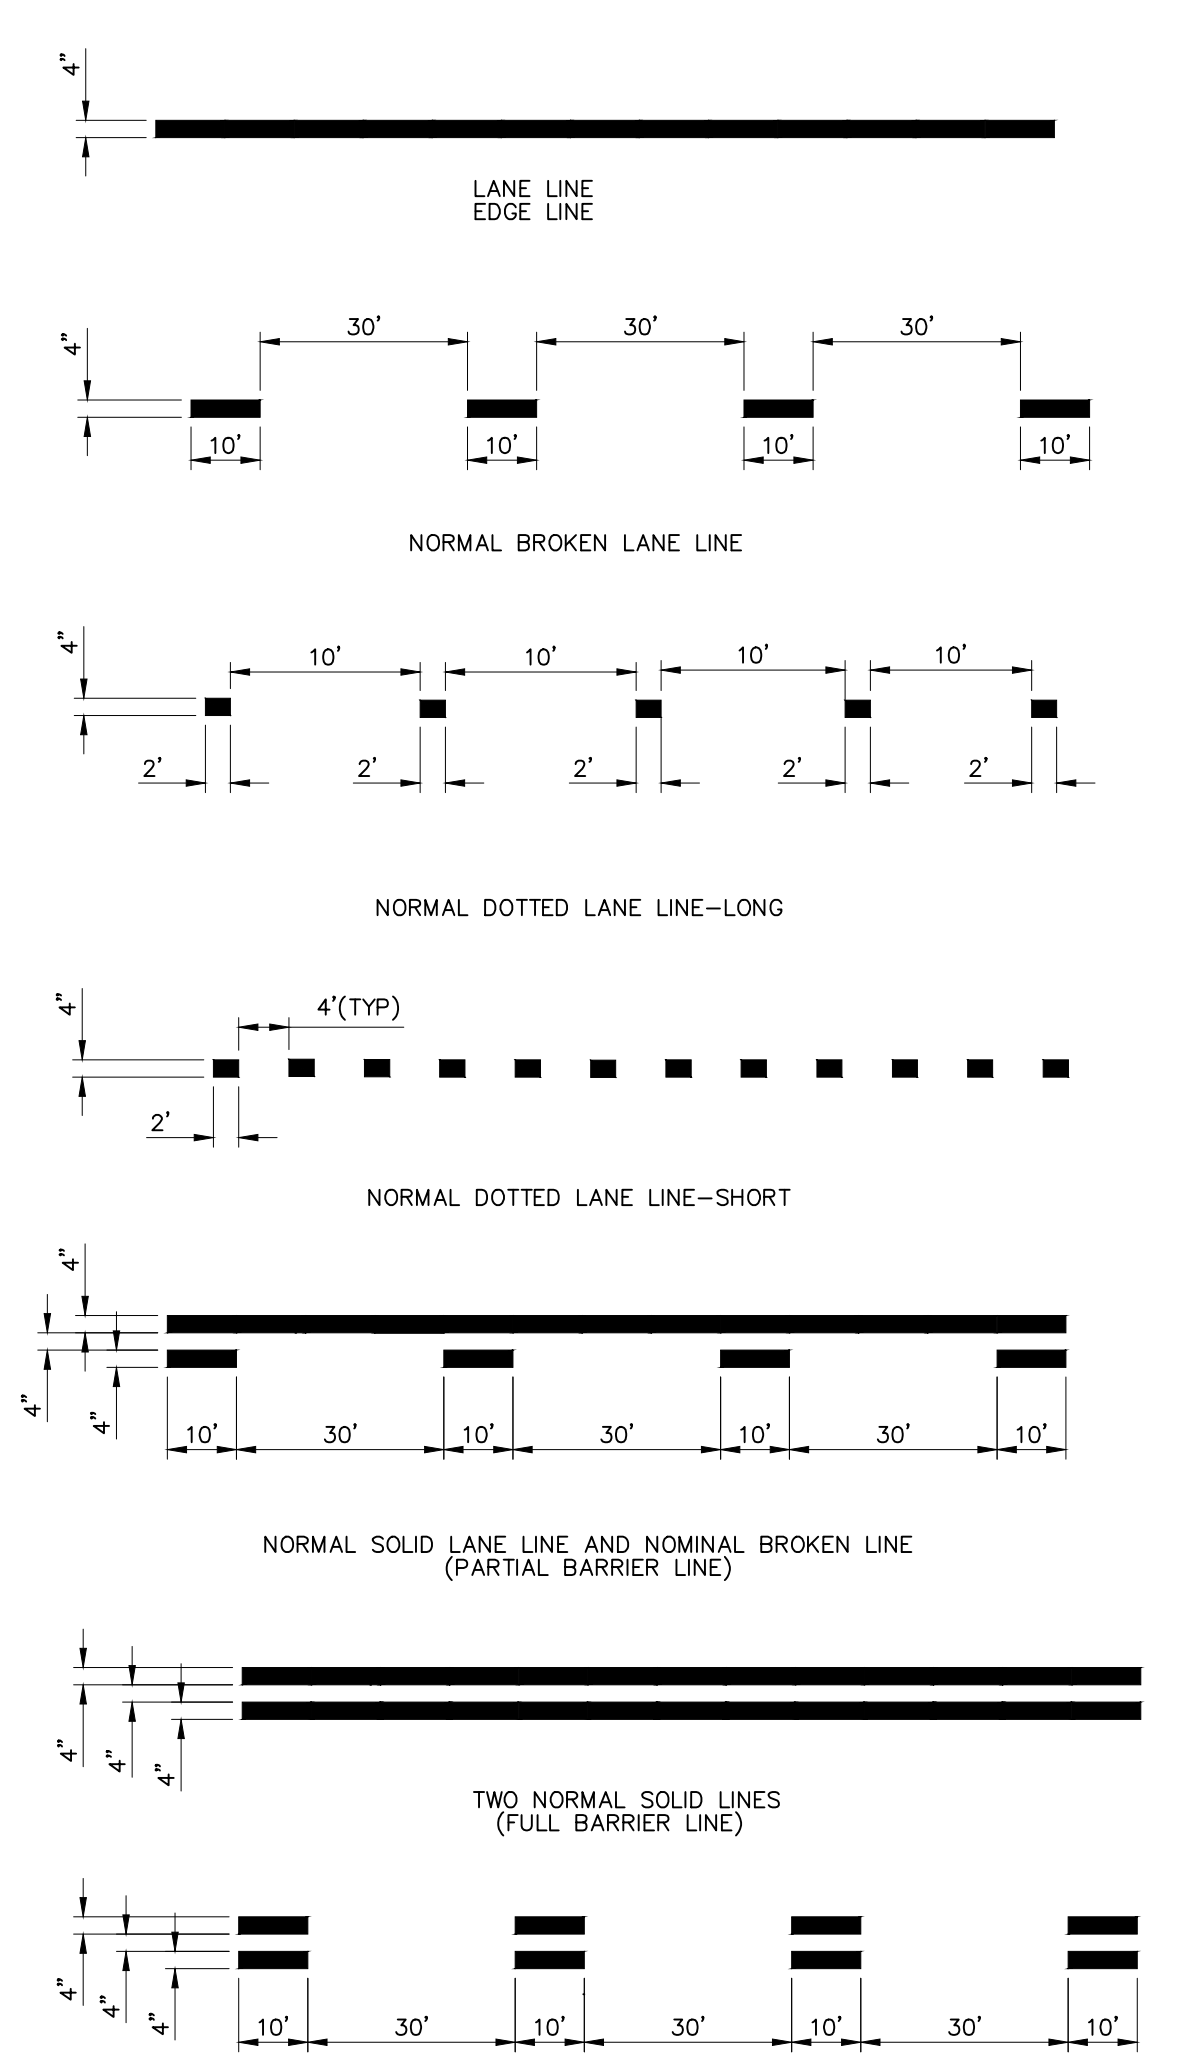 4"
LANE LINE
EDGE LINE
30' 30' 30'
4"
10' 10' 10' 10'
NORMAL BROKEN LANE LINE
4"
10' 10' 10' 10'
2' 2' 2' 2' 2'
NORMAL DOTTED LANE LINE-LONG
4"
4'(TYP)
2'
NORMAL DOTTED LANE LINE-SHORT
4"
4" 4"
10' 30' 10' 30' 10' 30' 10'
NORMAL SOLID LANE LINE AND NOMINAL BROKEN LINE
(PARTIAL BARRIER LINE)
4" 4" 4"
TWO NORMAL SOLID LINES
(FULL BARRIER LINE)
4" 4" 4"
10' 30' 10' 30' 10' 30' 10'